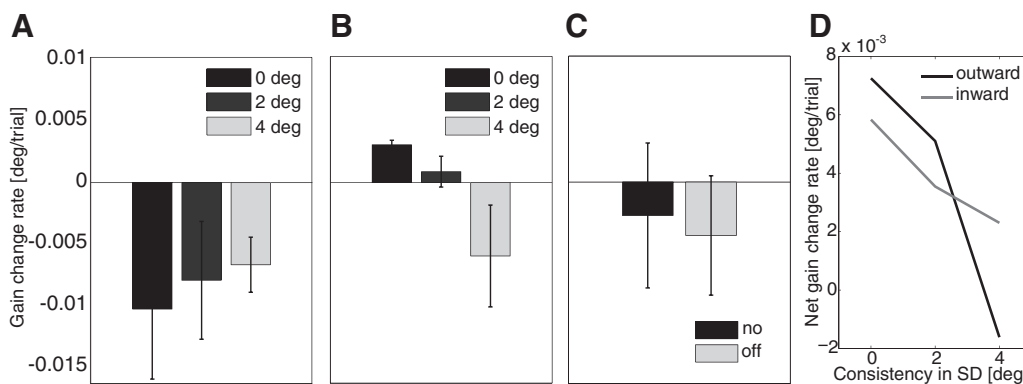 A
B
C
D
Gain change rate [deg/trial]
0.01
0.005
0
-0.005
-0.01
-0.015
0 deg
2 deg
4 deg
0 deg
2 deg
4 deg
no
off
Net gain change rate [deg/trial]
8 x 10-3
6
4
2
0
−2
outward
inward
0 2 4
Consistency in SD [deg